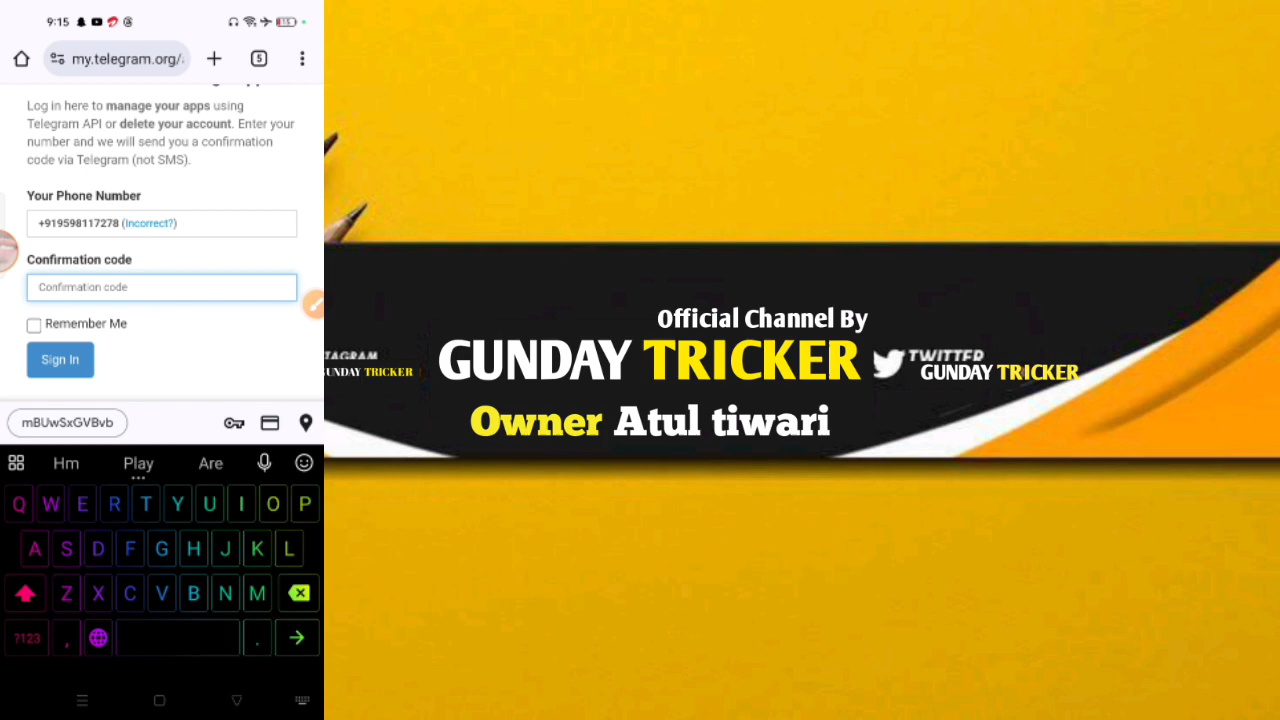 9:15
15
my.telegram.org/
5
Log in here to manage your apps using
Telegram API or delete your account. Enter your
number and we will send you a confirmation
code via Telegram (not SMS).
Your Phone Number
+919598117278 (Incorrect?)
Confirmation code
Confirmation code
Remember Me
Sign In
mBUwSxGVBvb
Hm Play Are
Q W E R T Y U I O P
A S D F G H J K L
Z X C V B N M
?123 , .
Official Channel By
GUNDAY TRICKER
Owner Atul tiwari
TAGRAM
UNDAY TRICKER
TWITTER
GUNDAY TRICKER